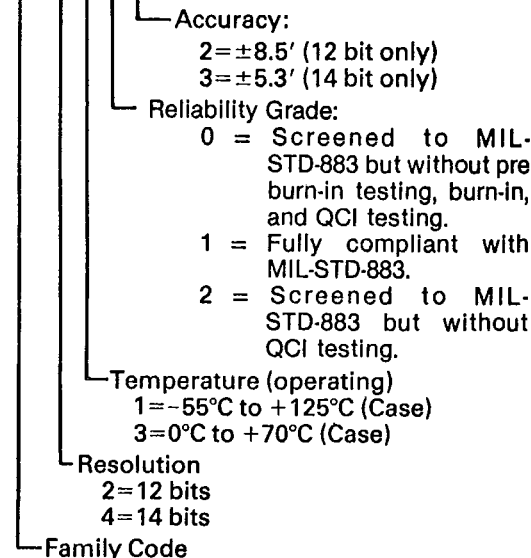 Accuracy:
2=±8.5′ (12 bit only)
3=±5.3′ (14 bit only)
Reliability Grade:
0 = Screened to MIL-
STD-883 but without pre
burn-in testing, burn-in,
and QCI testing.
1 = Fully compliant with
MIL-STD-883.
2 = Screened to MIL-
STD-883 but without
QCI testing.
Temperature (operating)
1=-55°C to +125°C (Case)
3=0°C to +70°C (Case)
Resolution
2=12 bits
4=14 bits
Family Code